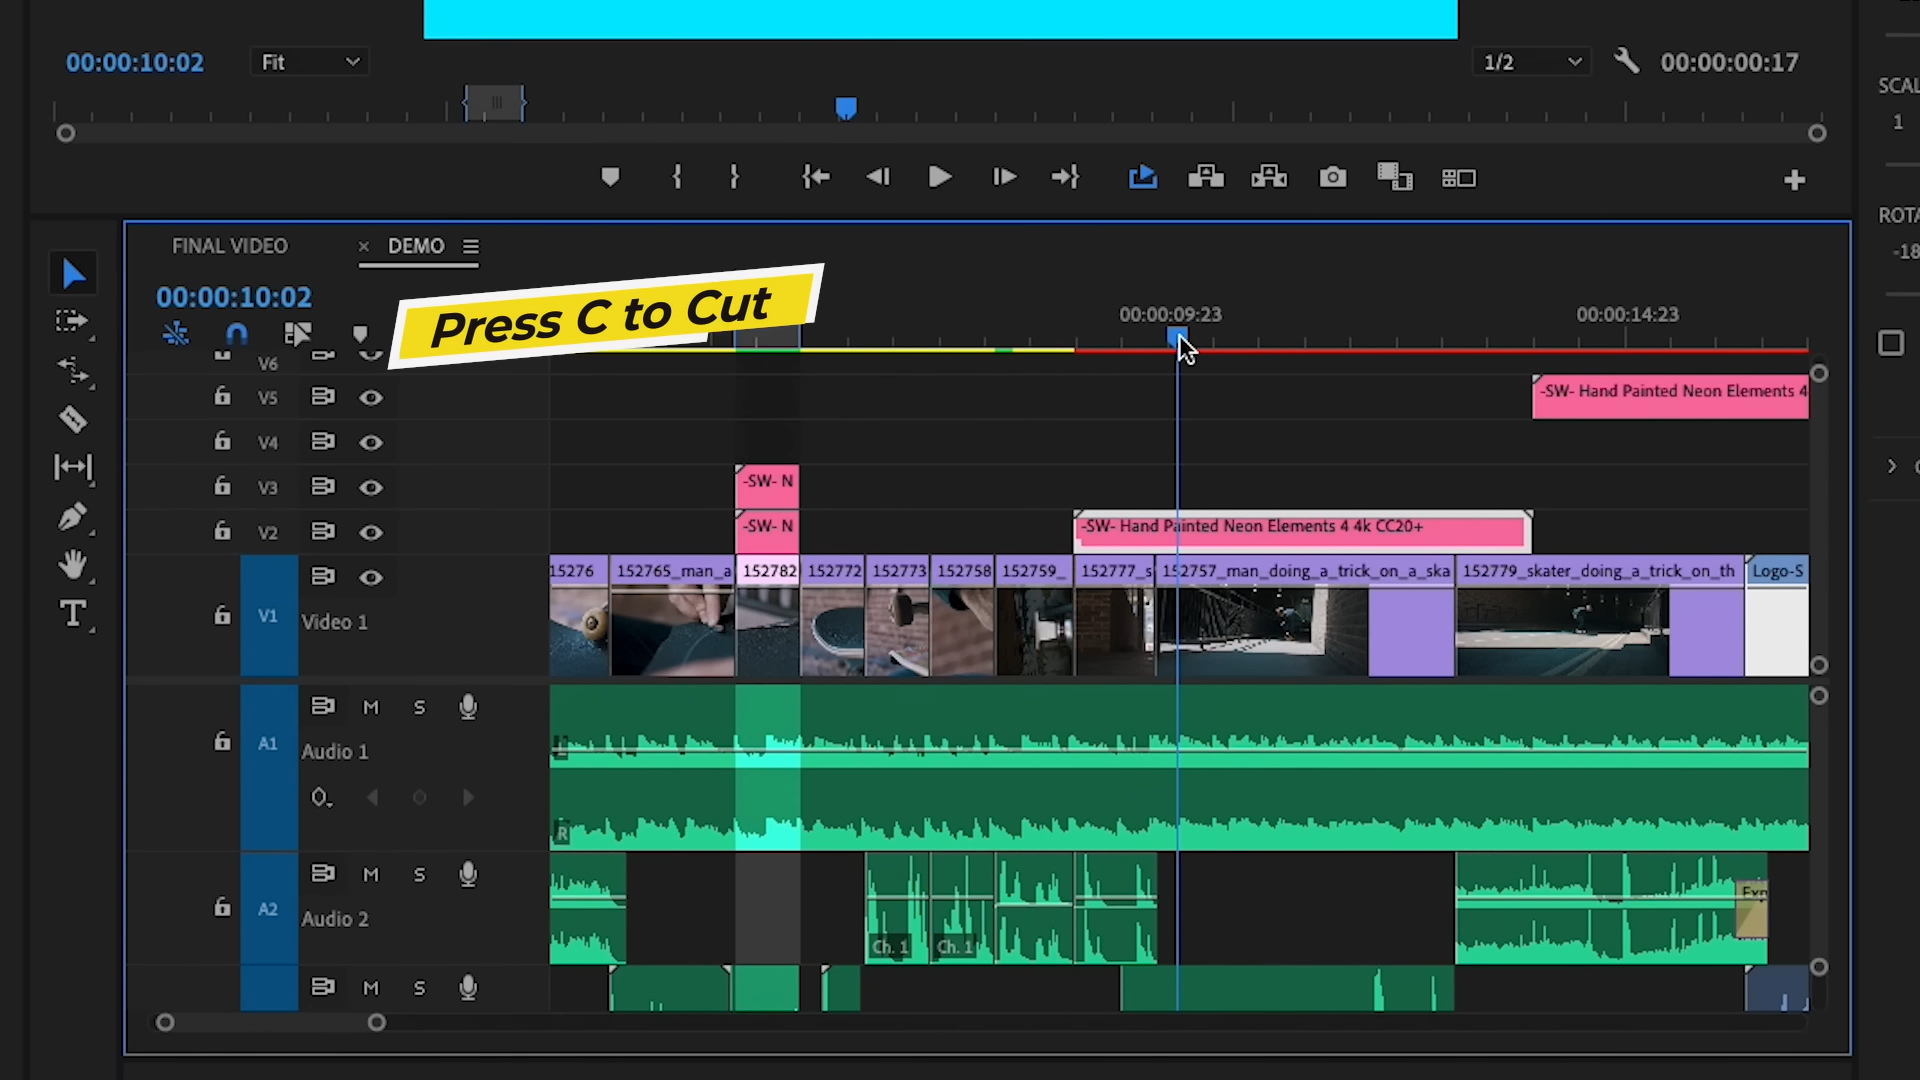 00:00:10:02
Fit
1/2
00:00:00:17
SCAL
1
ROTA
-18
FINAL VIDEO
× DEMO
00:00:10:02
Press C to Cut
00:00:09:23
00:00:14:23
V6
V5
-SW- Hand Painted Neon Elements 4
V4
V3
-SW- N
V2
-SW- N
-SW- Hand Painted Neon Elements 4 4k CC20+
15276
152765_man_a
152782
152772
152773
152758
152759_
152777_s
152757_man_doing_a_trick_on_a_ska
152779_skater_doing_a_trick_on_th
Logo-S
V1
Video 1
M S
A1
Audio 1
L
R
M S
A2
Audio 2
Ch. 1
Ch. 1
Exp
M S
T